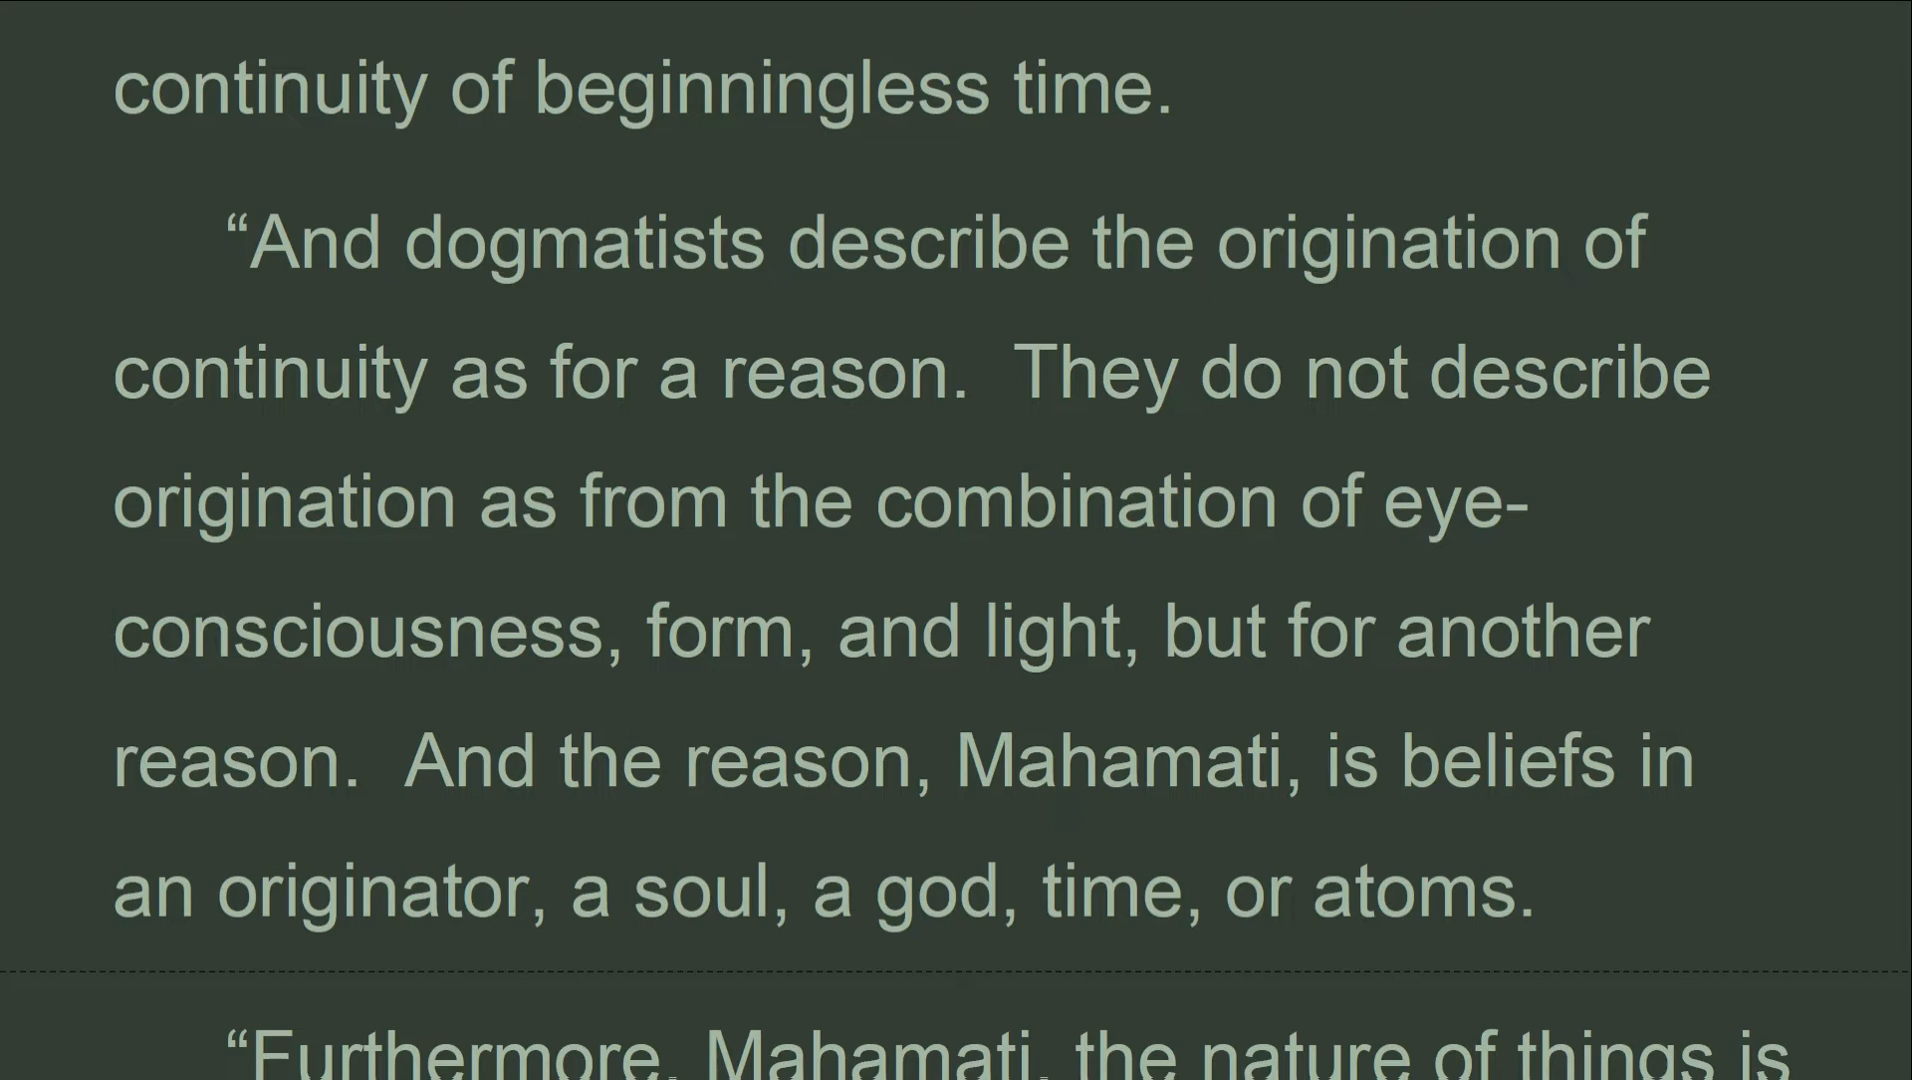 continuity of beginningless time.
“And dogmatists describe the origination of
continuity as for a reason.  They do not describe
origination as from the combination of eye-
consciousness, form, and light, but for another
reason.  And the reason, Mahamati, is beliefs in
an originator, a soul, a god, time, or atoms.
“Furthermore, Mahamati, the nature of things is